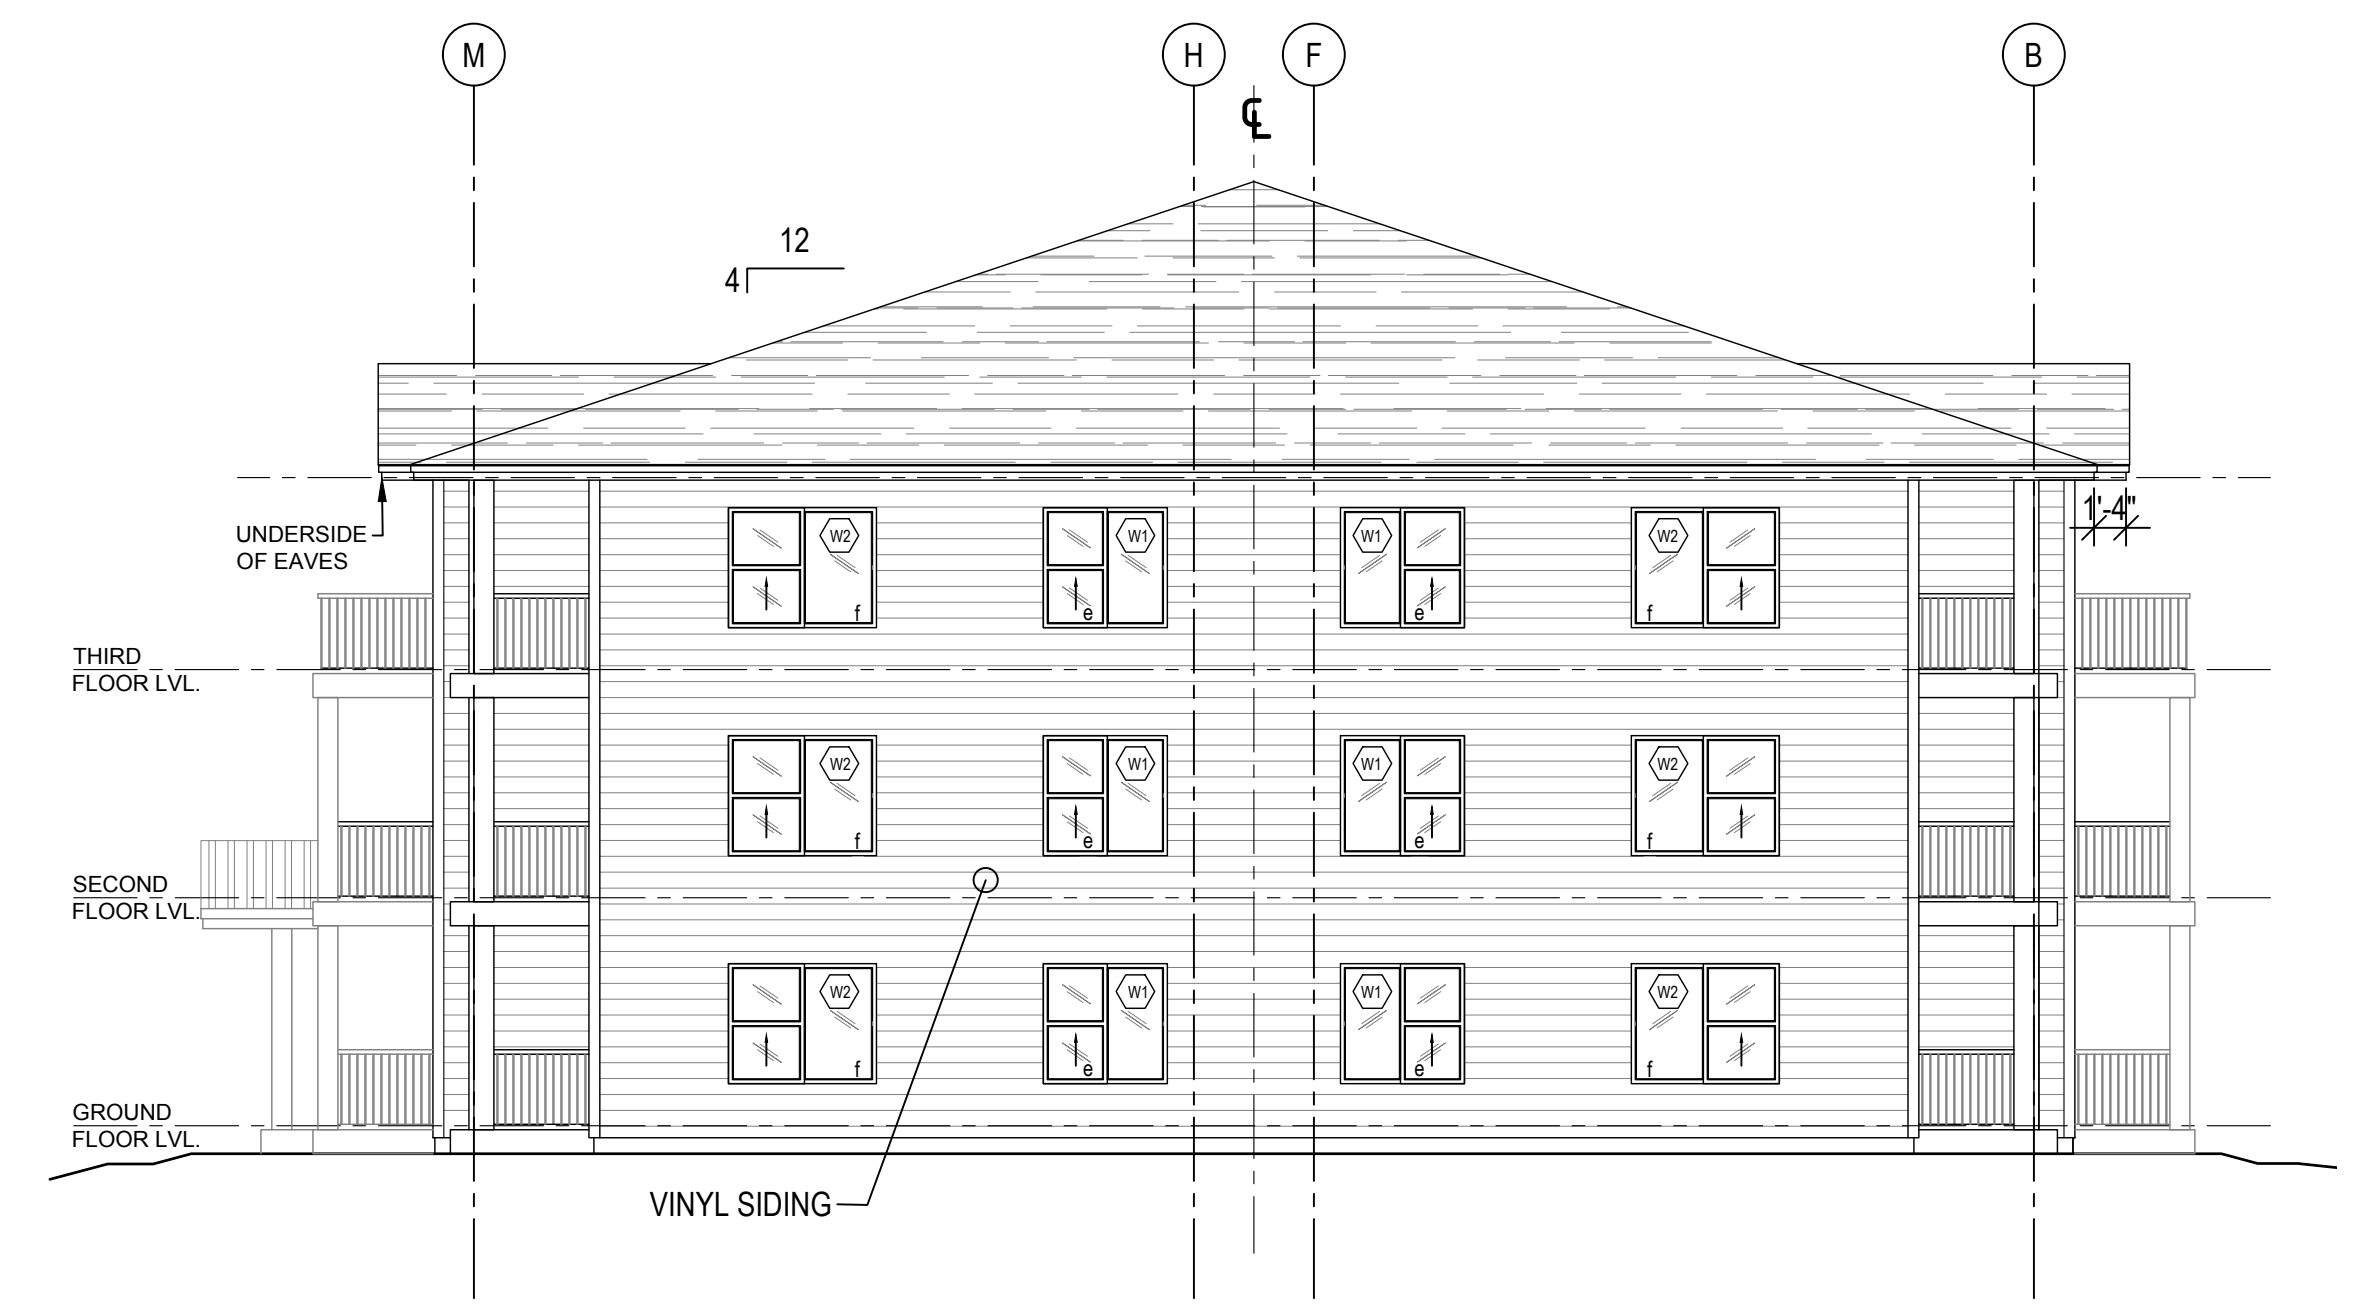 M
H
F
B
℄
12
4
UNDERSIDE
OF EAVES
1'-4"
W2
W1
W1
W2
f
e
e
f
THIRD
FLOOR LVL.
W2
W1
W1
W2
f
e
e
f
SECOND
FLOOR LVL.
W2
W1
W1
W2
f
e
e
f
GROUND
FLOOR LVL.
VINYL SIDING